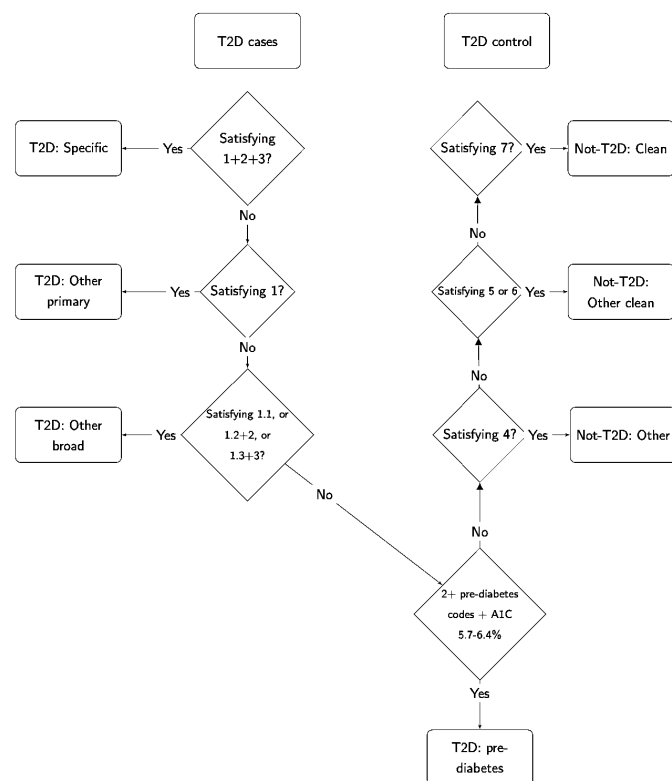 T2D cases
T2D control
Satisfying
1+2+3?
Yes
T2D: Specific
Satisfying 7?
Yes
Not-T2D: Clean
No
No
Satisfying 1?
Yes
T2D: Other
primary
Satisfying 5 or 6
Yes
Not-T2D:
Other clean
No
No
Satisfying 1.1, or
1.2+2, or
1.3+3?
Yes
T2D: Other
broad
Satisfying 4?
Yes
Not-T2D: Other
No
No
2+ pre-diabetes
codes + A1C
5.7-6.4%
Yes
T2D: pre-
diabetes